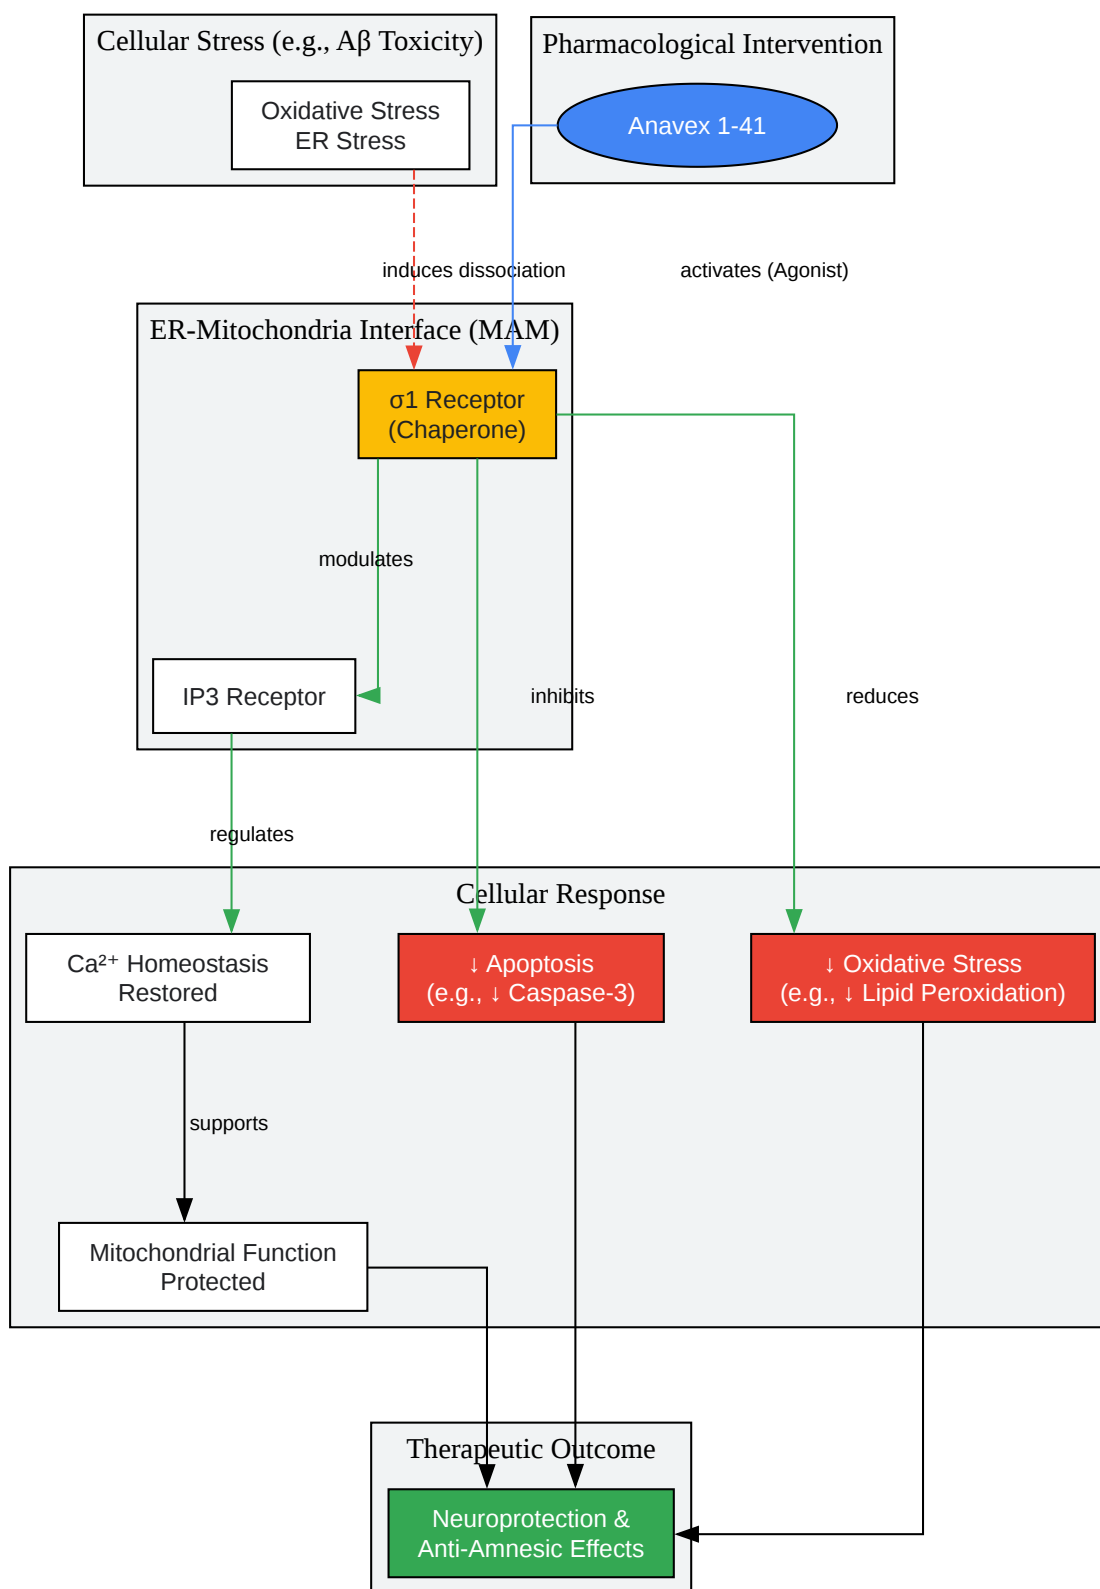 Cellular Stress (e.g., Aβ Toxicity)
Pharmacological Intervention
Oxidative Stress
ER Stress
Anavex 1-41
induces dissociation
activates (Agonist)
ER-Mitochondria Interface (MAM)
σ1 Receptor
(Chaperone)
modulates
IP3 Receptor
inhibits
reduces
regulates
Cellular Response
Ca²⁺ Homeostasis
Restored
↓ Apoptosis
(e.g., ↓ Caspase-3)
↓ Oxidative Stress
(e.g., ↓ Lipid Peroxidation)
supports
Mitochondrial Function
Protected
Therapeutic Outcome
Neuroprotection &
Anti-Amnesic Effects